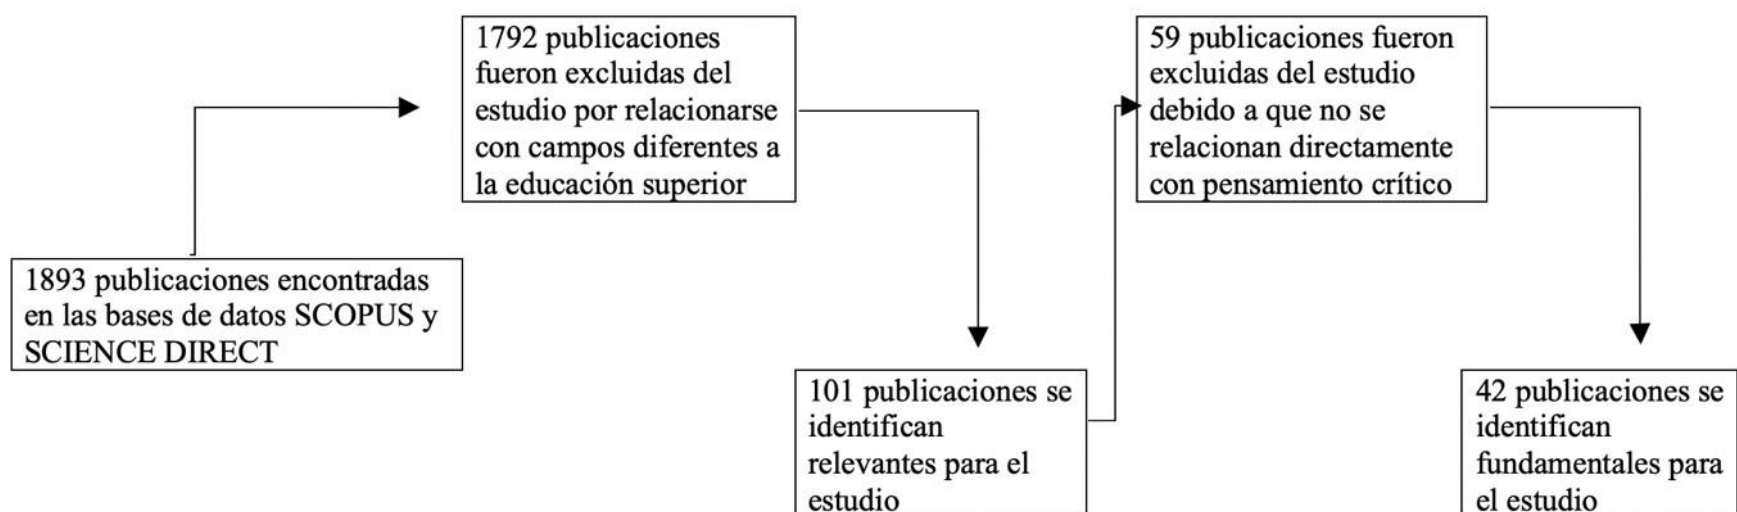 1893 publicaciones encontradas
en las bases de datos SCOPUS y
SCIENCE DIRECT
1792 publicaciones
fueron excluidas del
estudio por relacionarse
con campos diferentes a
la educación superior
101 publicaciones se
identifican
relevantes para el
estudio
59 publicaciones fueron
excluidas del estudio
debido a que no se
relacionan directamente
con pensamiento crítico
42 publicaciones se
identifican
fundamentales para
el estudio